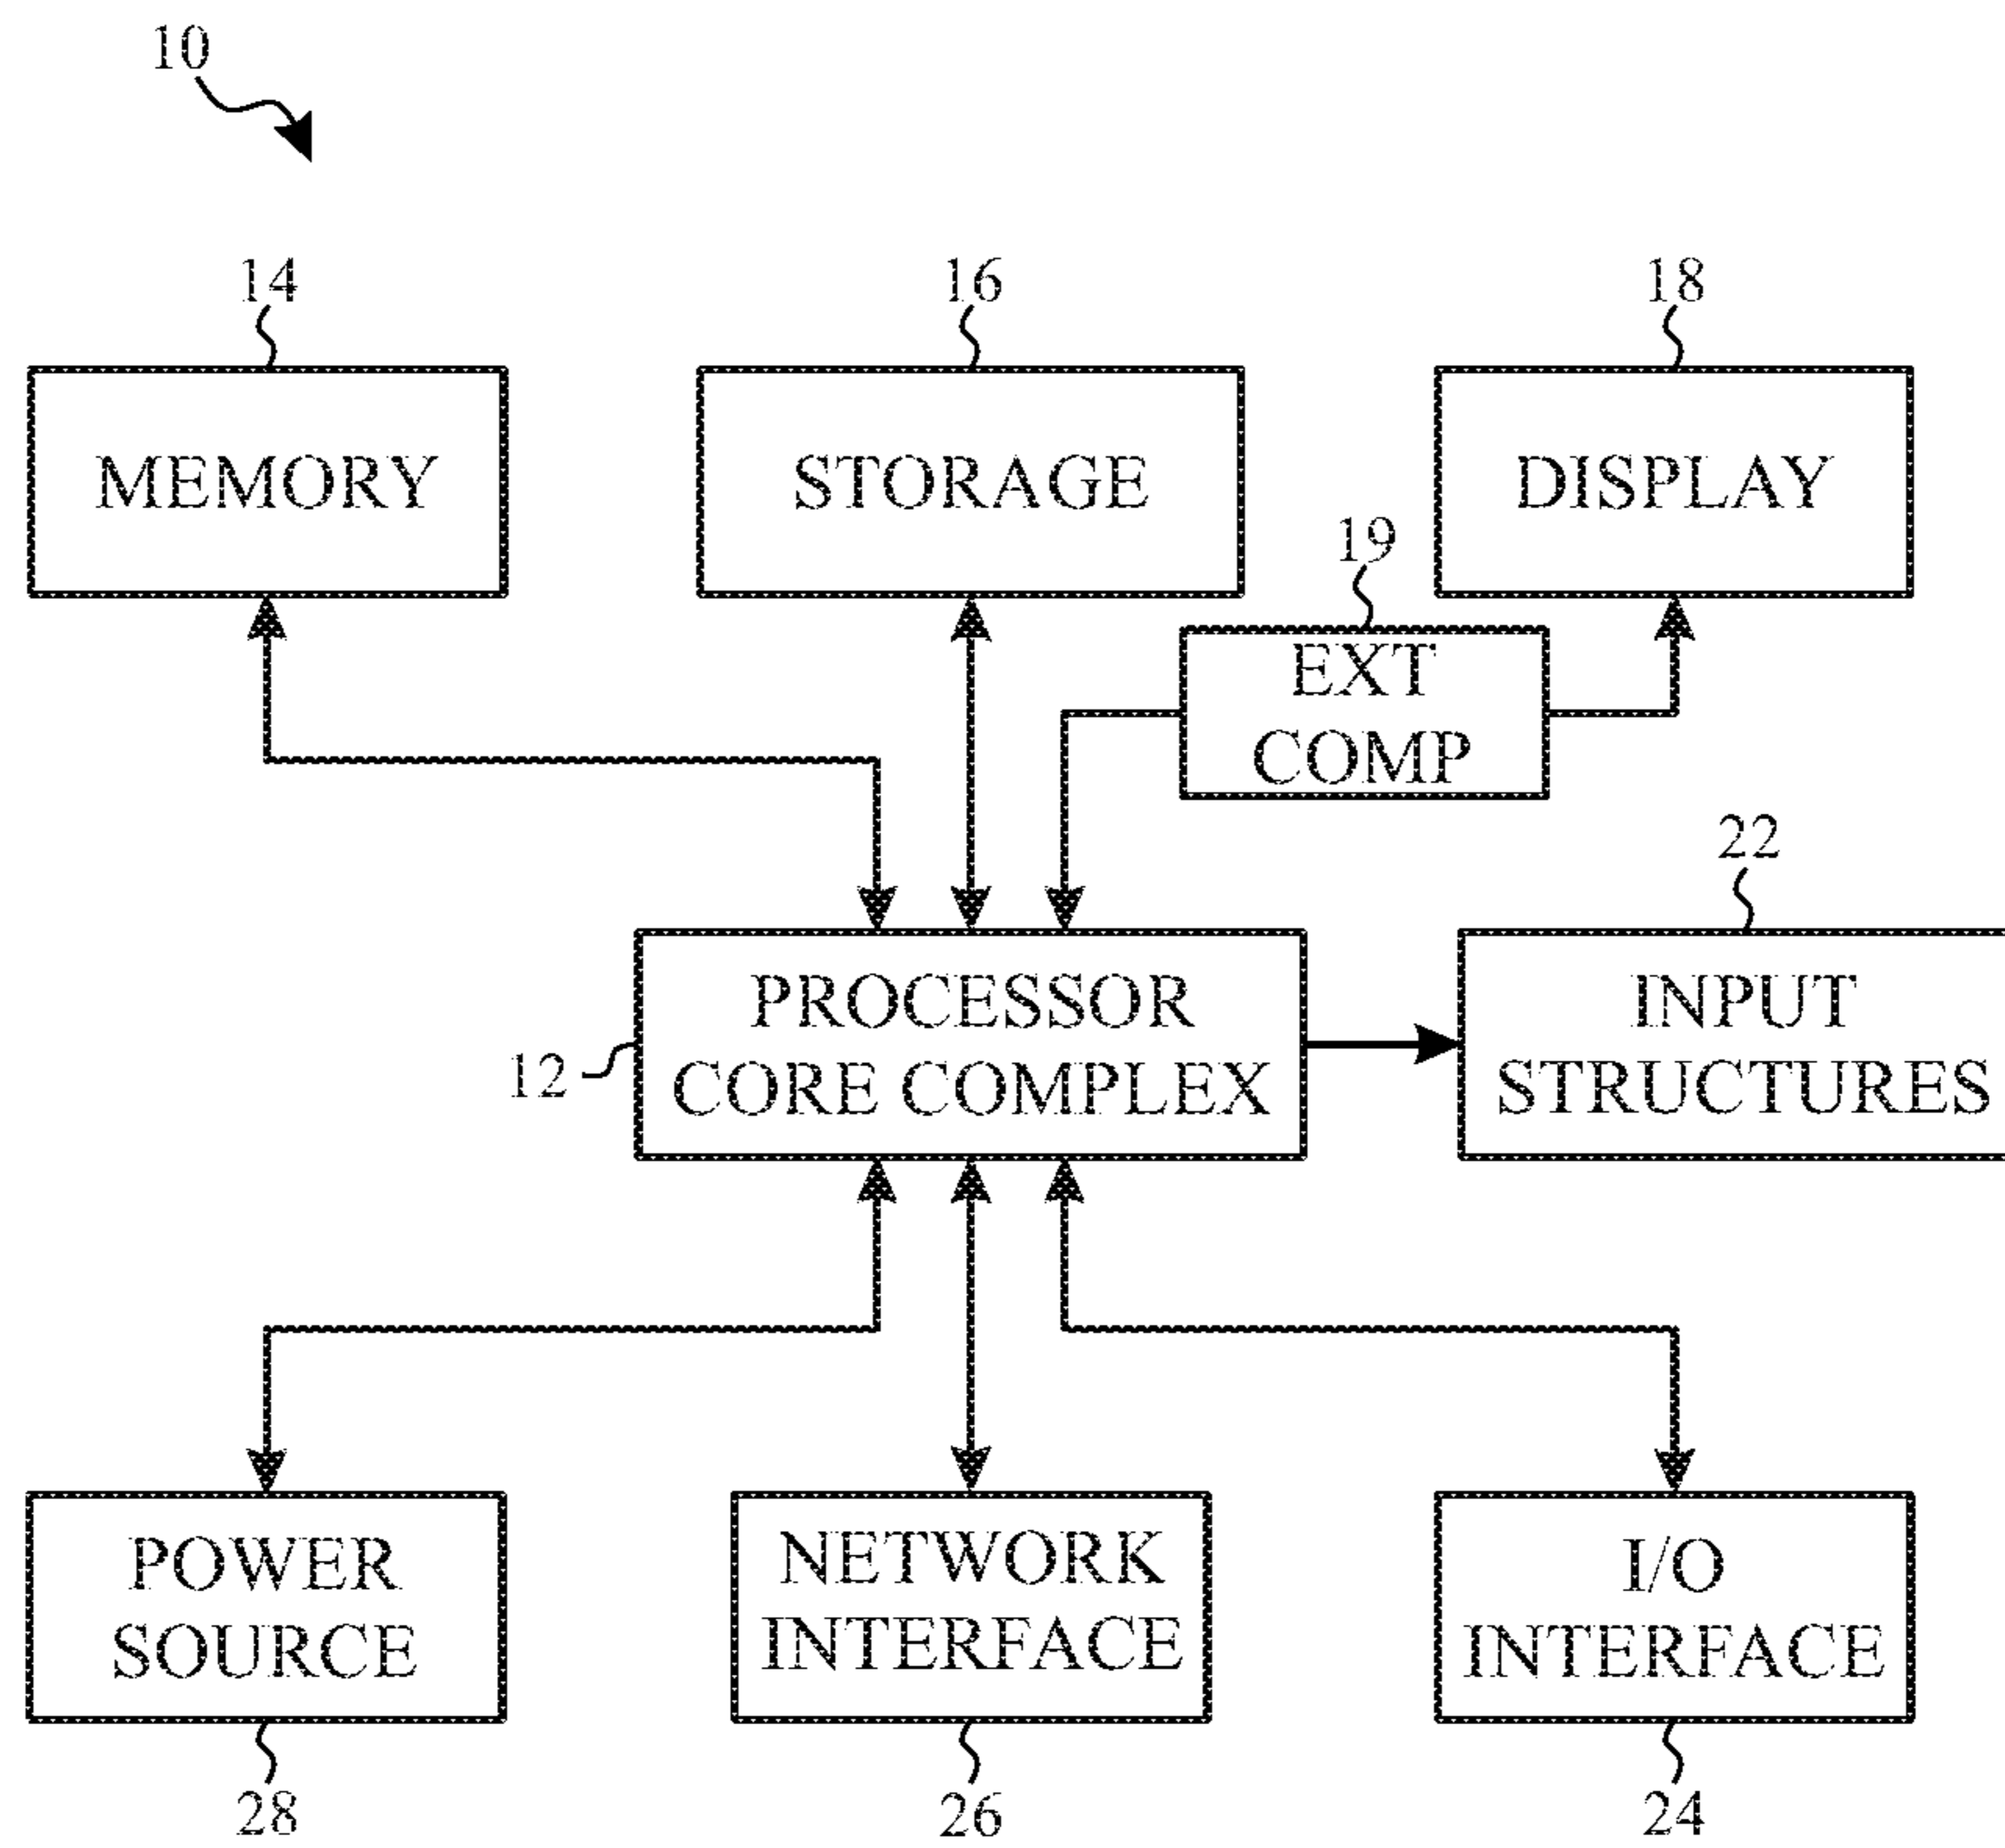 10
14
16
18
MEMORY
STORAGE
DISPLAY
19
EXT
COMP
22
PROCESSOR
CORE COMPLEX
12
INPUT
STRUCTURES
POWER
SOURCE
NETWORK
INTERFACE
I/O
INTERFACE
28
26
24